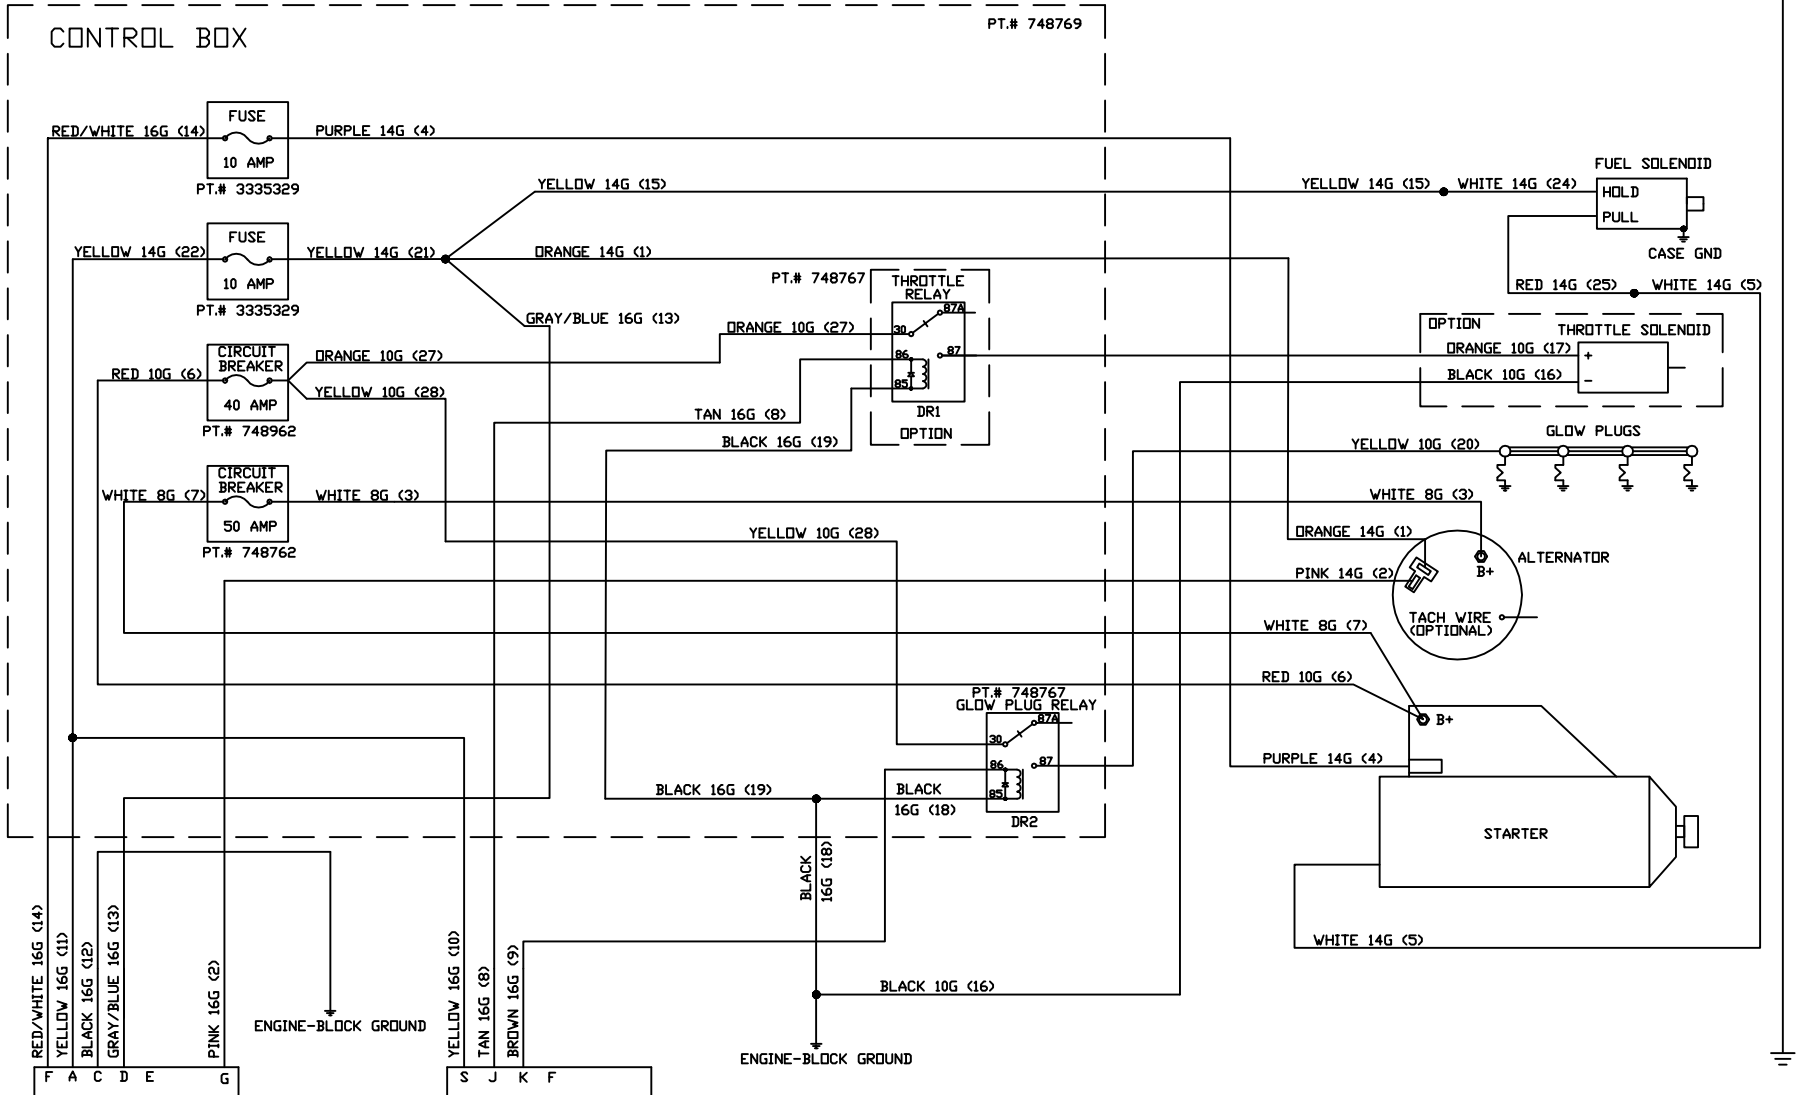 CONTROL BOX
PT.# 748769
FUSE
RED/WHITE 16G (14)
PURPLE 14G (4)
10 AMP
PT.# 3335329
FUEL SOLENOID
YELLOW 14G (15)
YELLOW 14G (15)
WHITE 14G (24)
HOLD
PULL
CASE GND
FUSE
YELLOW 14G (22)
YELLOW 14G (21)
ORANGE 14G (1)
10 AMP
PT.# 3335329
PT.# 748767
THROTTLE
RELAY
87A
RED 14G (25)
WHITE 14G (5)
GRAY/BLUE 16G (13)
ORANGE 10G (27)
30
OPTION
THROTTLE SOLENOID
CIRCUIT
BREAKER
RED 10G (6)
ORANGE 10G (27)
YELLOW 10G (28)
40 AMP
PT.# 748962
86
87
85
ORANGE 10G (17)
+
BLACK 10G (16)
-
DR1
TAN 16G (8)
OPTION
BLACK 16G (19)
GLOW PLUGS
YELLOW 10G (20)
CIRCUIT
BREAKER
WHITE 8G (7)
WHITE 8G (3)
WHITE 8G (3)
50 AMP
PT.# 748762
YELLOW 10G (28)
ORANGE 14G (1)
ALTERNATOR
PINK 14G (2)
B+
TACH WIRE
(OPTIONAL)
WHITE 8G (7)
RED 10G (6)
PT.# 748767
GLOW PLUG RELAY
87A
B+
30
86
87
PURPLE 14G (4)
85
BLACK 16G (19)
BLACK
16G (18)
DR2
STARTER
BLACK
16G (18)
WHITE 14G (5)
BLACK 10G (16)
RED/WHITE 16G (14)
YELLOW 16G (11)
BLACK 16G (12)
GRAY/BLUE 16G (13)
PINK 16G (2)
ENGINE-BLOCK GROUND
YELLOW 16G (10)
TAN 16G (8)
BROWN 16G (9)
ENGINE-BLOCK GROUND
F A C D E G
S J K F